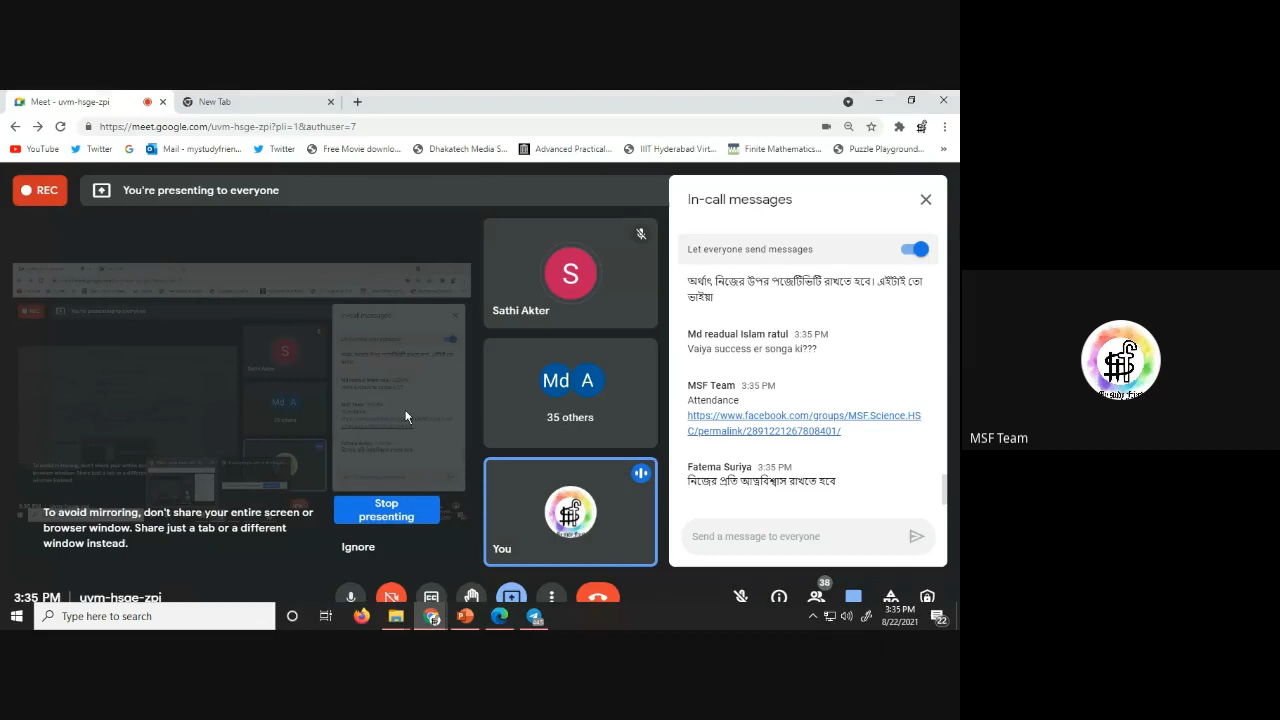 Meet - uvm-hsge-zpi
New Tab
https://meet.google.com/uvm-hsge-zpi?pli=1&authuser=7
YouTube
Twitter
Mail - mystudyfrien...
Twitter
Free Movie downlo...
Dhakatech Media S...
Advanced Practical...
IIIT Hyderabad Virt...
Finite Mathematics...
Puzzle Playground...
REC
You're presenting to everyone
In-call messages
Let everyone send messages
অর্থাৎ নিজের উপর পজেটিভিটি রাখতে হবে। এইটাই তো
ভাইয়া
Md readual Islam ratul 3:35 PM
Vaiya success er songa ki???
MSF Team 3:35 PM
Attendance
https://www.facebook.com/groups/MSF.Science.HS
C/permalink/2891221267808401/
Fatema Suriya 3:35 PM
নিজের প্রতি আত্নবিশ্বাস রাখতে হবে
Send a message to everyone
S
Sathi Akter
Md A
35 others
You
To avoid mirroring, don't share your entire screen or
browser window. Share just a tab or a different
window instead.
Stop
presenting
Ignore
3:35 PM | uvm-hsge-zpi
38
Type here to search
3:35 PM
8/22/2021
22
MSF Team